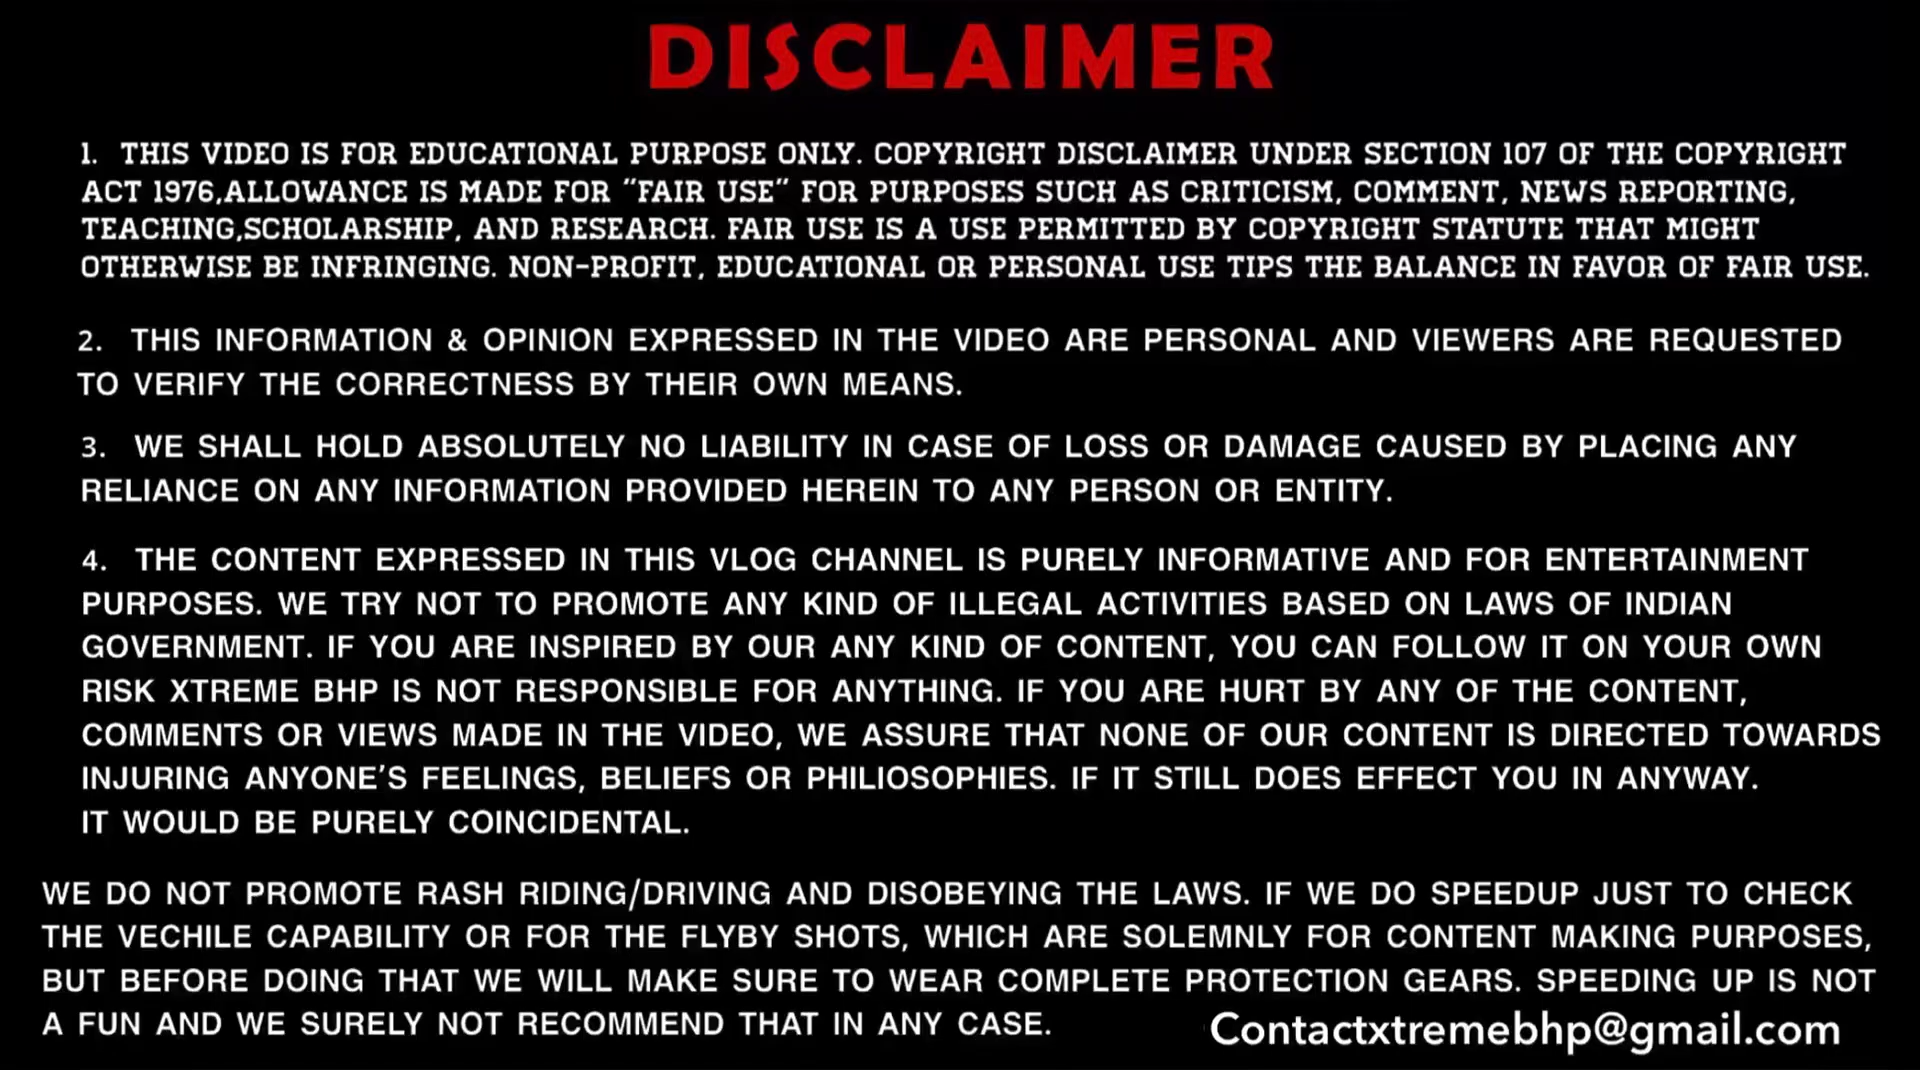 DISCLAIMER
1. THIS VIDEO IS FOR EDUCATIONAL PURPOSE ONLY. COPYRIGHT DISCLAIMER UNDER SECTION 107 OF THE COPYRIGHT
ACT 1976,ALLOWANCE IS MADE FOR "FAIR USE" FOR PURPOSES SUCH AS CRITICISM, COMMENT, NEWS REPORTING,
TEACHING,SCHOLARSHIP, AND RESEARCH. FAIR USE IS A USE PERMITTED BY COPYRIGHT STATUTE THAT MIGHT
OTHERWISE BE INFRINGING. NON-PROFIT, EDUCATIONAL OR PERSONAL USE TIPS THE BALANCE IN FAVOR OF FAIR USE.
2. THIS INFORMATION & OPINION EXPRESSED IN THE VIDEO ARE PERSONAL AND VIEWERS ARE REQUESTED
TO VERIFY THE CORRECTNESS BY THEIR OWN MEANS.
3. WE SHALL HOLD ABSOLUTELY NO LIABILITY IN CASE OF LOSS OR DAMAGE CAUSED BY PLACING ANY
RELIANCE ON ANY INFORMATION PROVIDED HEREIN TO ANY PERSON OR ENTITY.
4. THE CONTENT EXPRESSED IN THIS VLOG CHANNEL IS PURELY INFORMATIVE AND FOR ENTERTAINMENT
PURPOSES. WE TRY NOT TO PROMOTE ANY KIND OF ILLEGAL ACTIVITIES BASED ON LAWS OF INDIAN
GOVERNMENT. IF YOU ARE INSPIRED BY OUR ANY KIND OF CONTENT, YOU CAN FOLLOW IT ON YOUR OWN
RISK XTREME BHP IS NOT RESPONSIBLE FOR ANYTHING. IF YOU ARE HURT BY ANY OF THE CONTENT,
COMMENTS OR VIEWS MADE IN THE VIDEO, WE ASSURE THAT NONE OF OUR CONTENT IS DIRECTED TOWARDS
INJURING ANYONE'S FEELINGS, BELIEFS OR PHILIOSOPHIES. IF IT STILL DOES EFFECT YOU IN ANYWAY.
IT WOULD BE PURELY COINCIDENTAL.
WE DO NOT PROMOTE RASH RIDING/DRIVING AND DISOBEYING THE LAWS. IF WE DO SPEEDUP JUST TO CHECK
THE VECHILE CAPABILITY OR FOR THE FLYBY SHOTS, WHICH ARE SOLEMNLY FOR CONTENT MAKING PURPOSES,
BUT BEFORE DOING THAT WE WILL MAKE SURE TO WEAR COMPLETE PROTECTION GEARS. SPEEDING UP IS NOT
A FUN AND WE SURELY NOT RECOMMEND THAT IN ANY CASE.
Contactxtremebhp@gmail.com